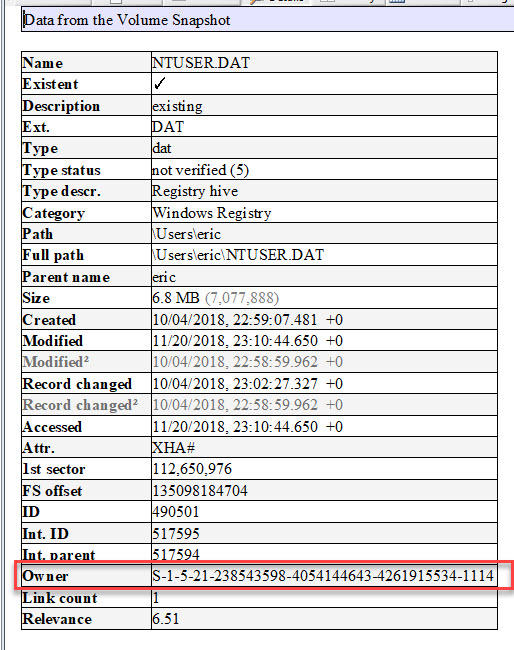 Data from the Volume Snapshot
Name NTUSER.DAT
Existent ✓
Description existing
Ext. DAT
Type dat
Type status not verified (5)
Type descr. Registry hive
Category Windows Registry
Path \Users\eric
Full path \Users\eric\NTUSER.DAT
Parent name eric
Size 6.8 MB (7,077,888)
Created 10/04/2018, 22:59:07.481 +0
Modified 11/20/2018, 23:10:44.650 +0
Modified² 10/04/2018, 22:58:59.962 +0
Record changed 10/04/2018, 23:02:27.327 +0
Record changed² 10/04/2018, 22:58:59.962 +0
Accessed 11/20/2018, 23:10:44.650 +0
Attr. XHA#
1st sector 112,650,976
FS offset 135098184704
ID 490501
Int. ID 517595
Int. parent 517594
Owner S-1-5-21-238543598-4054144643-4261915534-1114
Link count 1
Relevance 6.51